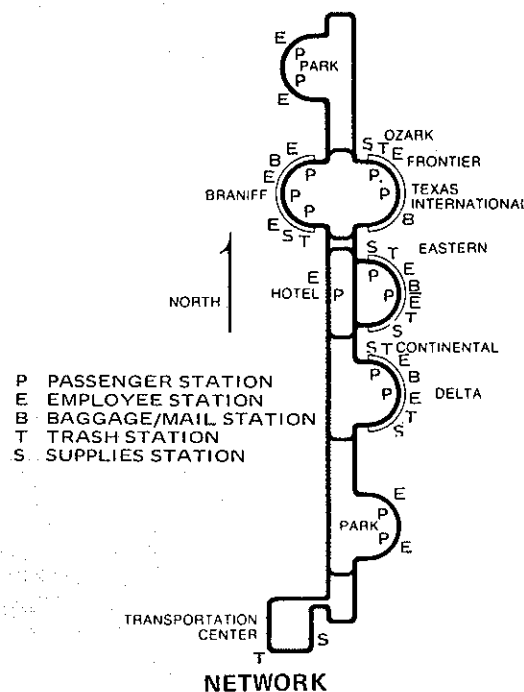 E
P
PARK
P
E
OZARK
S T E
FRONTIER
B E
E P
P
BRANIFF
P
P
P
TEXAS
INTERNATIONAL
E S T
B
S T EASTERN
E
P
E
B
HOTEL
P
P
E
T
NORTH
S
S T CONTINENTAL
E
P
B
P
E
DELTA
T
S
P PASSENGER STATION
E EMPLOYEE STATION
B BAGGAGE/MAIL STATION
T TRASH STATION
S SUPPLIES STATION
E
P
PARK
P
E
TRANSPORTATION
CENTER
S
T
NETWORK